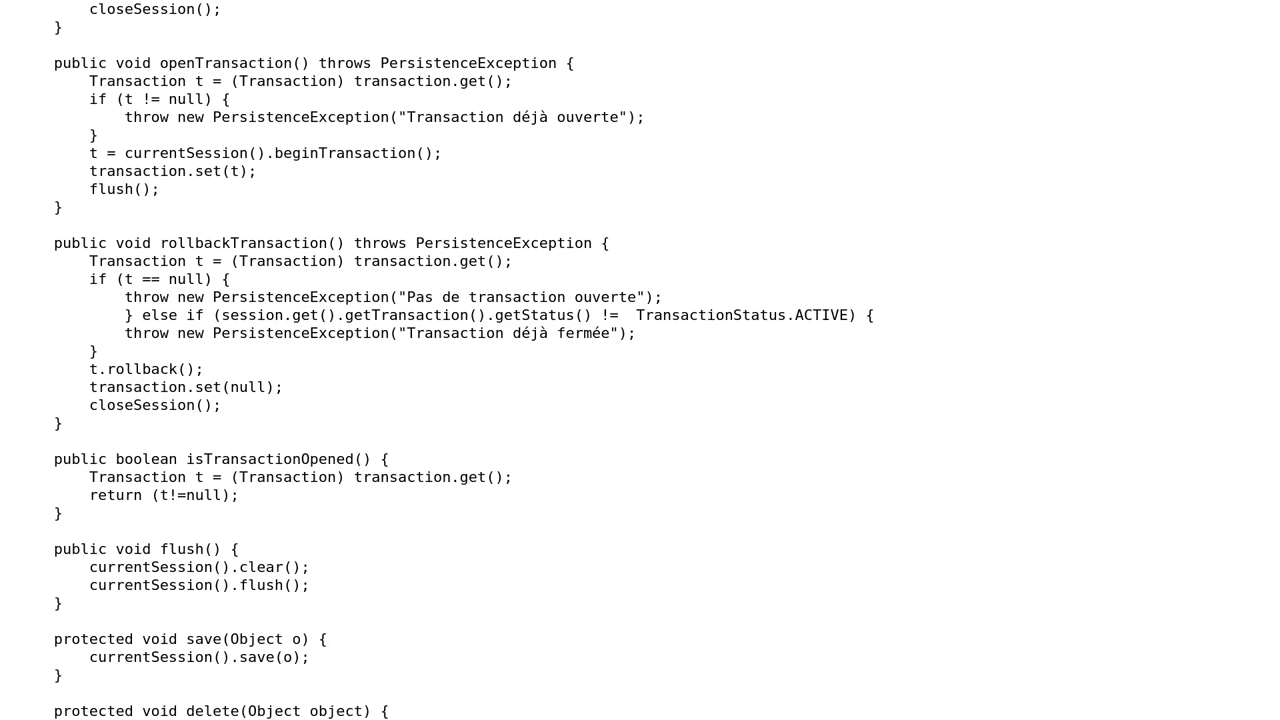 closeSession();
    }

    public void openTransaction() throws PersistenceException {
        Transaction t = (Transaction) transaction.get();
        if (t != null) {
            throw new PersistenceException("Transaction déjà ouverte");
        }
        t = currentSession().beginTransaction();
        transaction.set(t);
        flush();
    }

    public void rollbackTransaction() throws PersistenceException {
        Transaction t = (Transaction) transaction.get();
        if (t == null) {
            throw new PersistenceException("Pas de transaction ouverte");
            } else if (session.get().getTransaction().getStatus() !=  TransactionStatus.ACTIVE) {
            throw new PersistenceException("Transaction déjà fermée");
        }
        t.rollback();
        transaction.set(null);
        closeSession();
    }

    public boolean isTransactionOpened() {
        Transaction t = (Transaction) transaction.get();
        return (t!=null);
    }

    public void flush() {
        currentSession().clear();
        currentSession().flush();
    }

    protected void save(Object o) {
        currentSession().save(o);
    }

    protected void delete(Object object) {